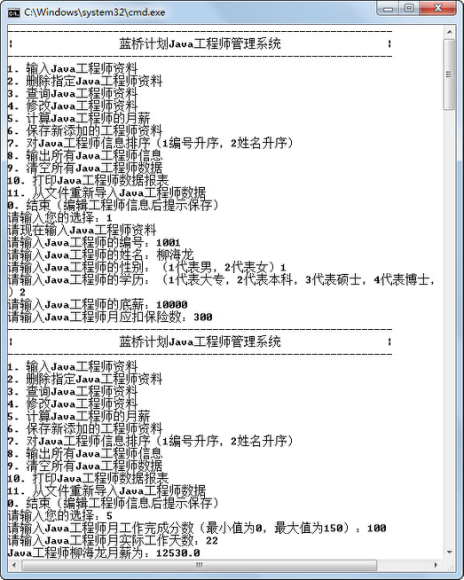 C:\Windows\system32\cmd.exe
¦ 蓝桥计划Java工程师管理系统 ¦
1. 输入Java工程师资料
2. 删除指定Java工程师资料
3. 查询Java工程师资料
4. 修改Java工程师资料
5. 计算Java工程师的月薪
6. 保存新添加的工程师资料
7. 对Java工程师信息排序（1编号升序，2姓名升序）
8. 输出所有Java工程师信息
9. 清空所有Java工程师数据
10. 打印Java工程师数据报表
11. 从文件重新导入Java工程师数据
0. 结束（编辑工程师信息后提示保存）
请输入您的选择：1
请现在输入Java工程师资料
请输入Java工程师的编号：1001
请输入Java工程师的姓名：柳海龙
请输入Java工程师的性别：（1代表男，2代表女）1
请输入Java工程师的学历：（1代表大专，2代表本科，3代表硕士，4代表博士，
）2
请输入Java工程师的底薪：10000
请输入Java工程师月应扣保险数：300
¦ 蓝桥计划Java工程师管理系统 ¦
1. 输入Java工程师资料
2. 删除指定Java工程师资料
3. 查询Java工程师资料
4. 修改Java工程师资料
5. 计算Java工程师的月薪
6. 保存新添加的工程师资料
7. 对Java工程师信息排序（1编号升序，2姓名升序）
8. 输出所有Java工程师信息
9. 清空所有Java工程师数据
10. 打印Java工程师数据报表
11. 从文件重新导入Java工程师数据
0. 结束（编辑工程师信息后提示保存）
请输入您的选择：5
请输入Java工程师月工作完成分数（最小值为0，最大值为150）：100
请输入Java工程师月实际工作天数：22
Java工程师柳海龙月薪为：12530.0